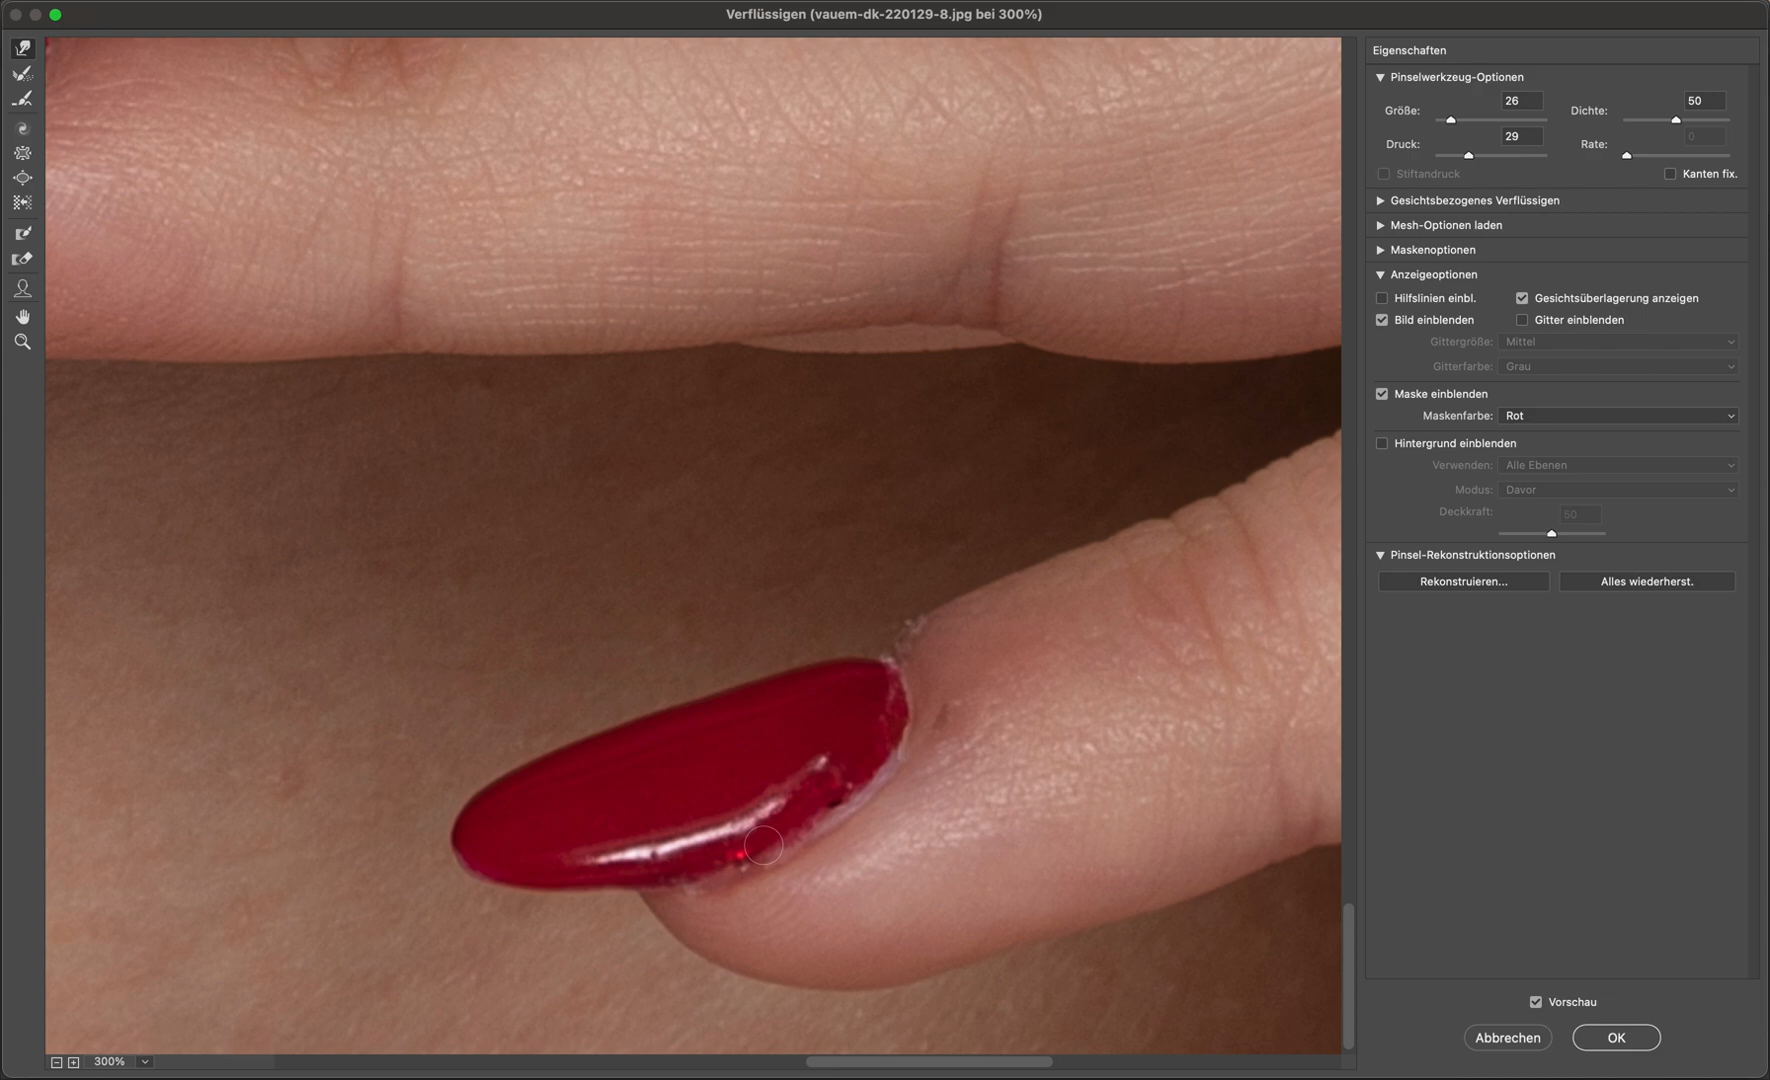 Verflüssigen (vauem-dk-220129-8.jpg bei 300%)
Eigenschaften
Pinselwerkzeug-Optionen
Größe: 26 Dichte: 50
Druck: 29 Rate: 0
Stiftandruck Kanten fix.
Gesichtsbezogenes Verflüssigen
Mesh-Optionen laden
Maskenoptionen
Anzeigeoptionen
Hilfslinien einbl. Gesichtsüberlagerung anzeigen
Bild einblenden Gitter einblenden
Gittergröße: Mittel
Gitterfarbe: Grau
Maske einblenden
Maskenfarbe: Rot
Hintergrund einblenden
Verwenden: Alle Ebenen
Modus: Davor
Deckkraft: 50
Pinsel-Rekonstruktionsoptionen
Rekonstruieren... Alles wiederherst.
Vorschau
Abbrechen OK
300%